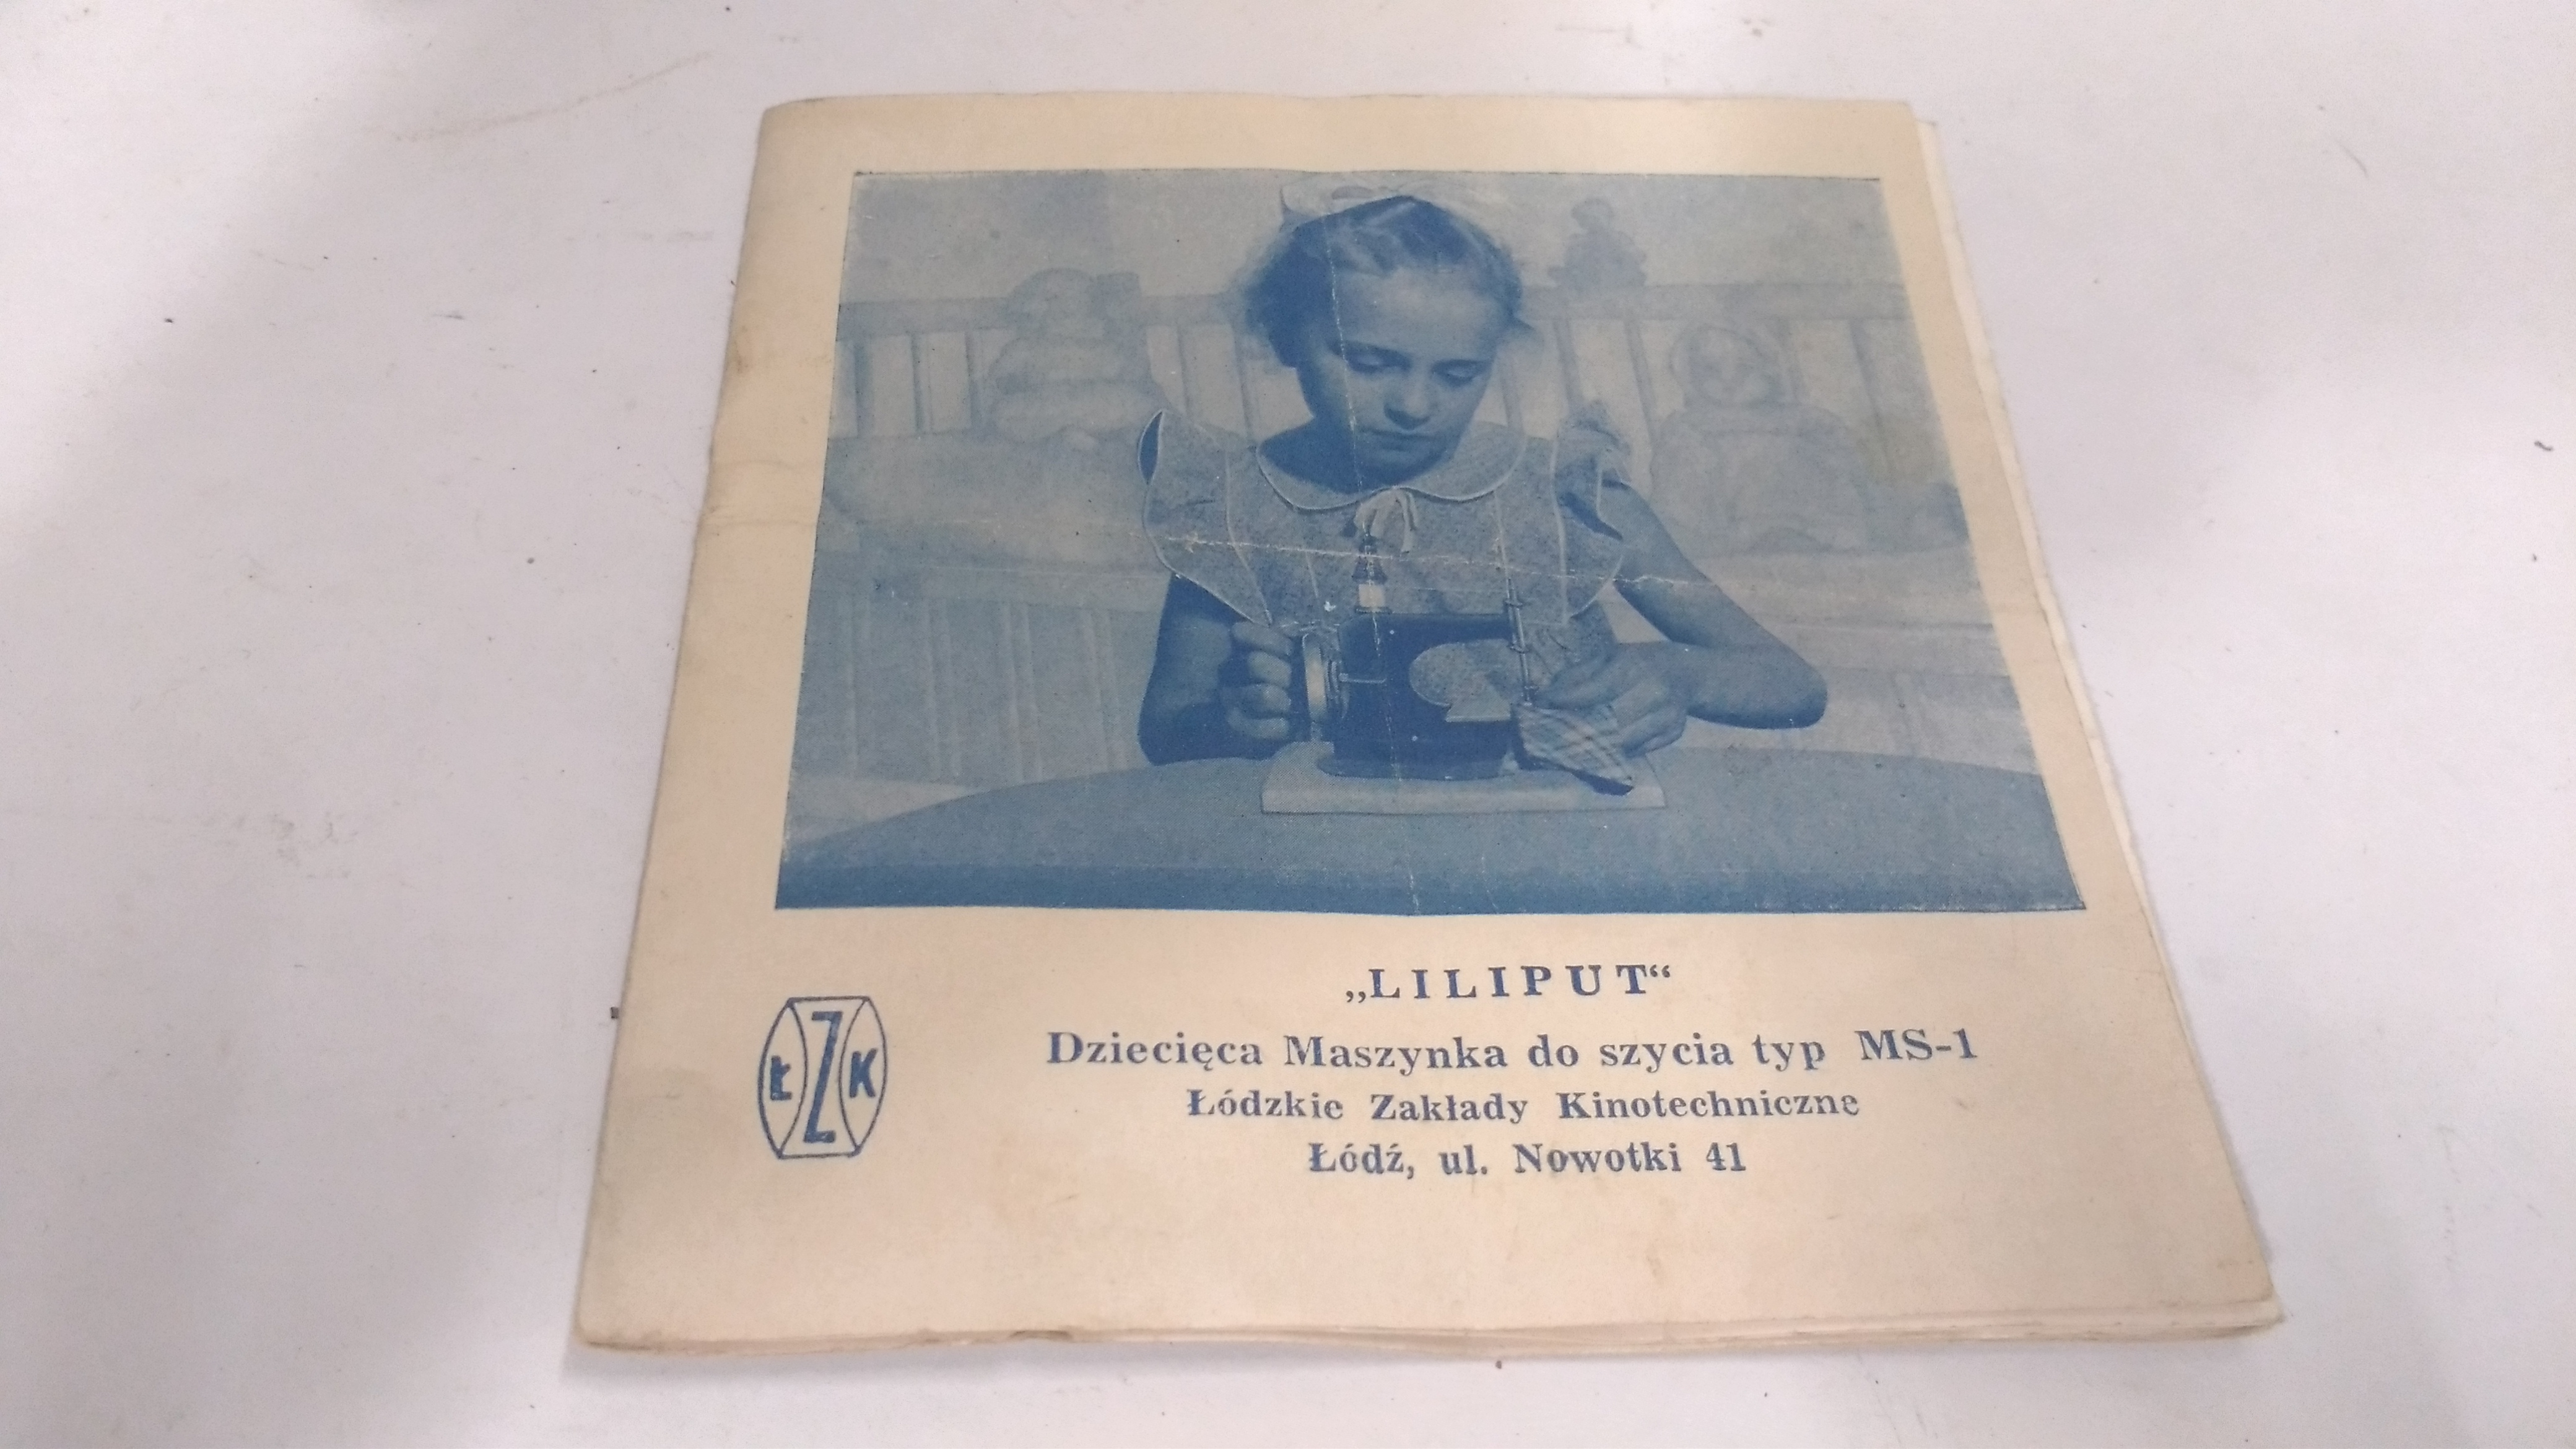 „LILIPUT“
Dziecięca Maszynka do szycia typ MS-1
Łódzkie Zakłady Kinotechniczne
Łódź, ul. Nowotki 41
ŁZK